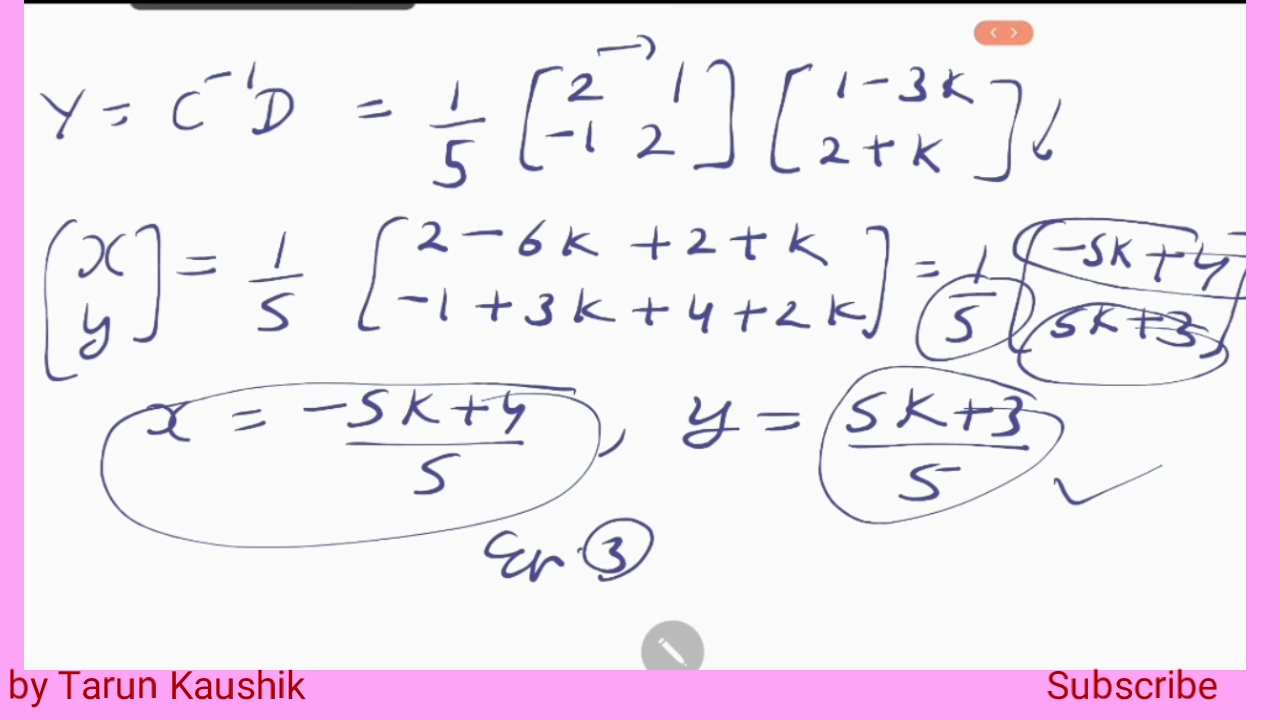 Y = C⁻¹D = 1/5 [2 1; -1 2] [1 - 3k; 2 + k]
[x; y] = 1/5 [2 - 6k + 2 + k; -1 + 3k + 4 + 2k] = 1/5 [-5k + 4; 5k + 3]
x = (-5k + 4)/5 , y = (5k + 3)/5
③
by Tarun Kaushik
Subscribe